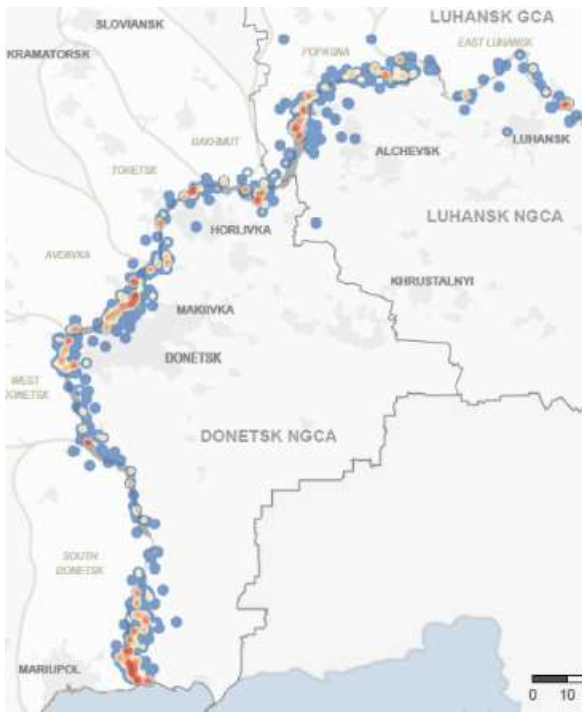 LUHANSK GCA
SLOVIANSK
EAST LUHANSK
KRAMATORSK
POPASNA
BAKHMUT
LUHANSK
ALCHEVSK
TORETSK
LUHANSK NGCA
HORLIVKA
AVDIIVKA
KHRUSTALNYI
MAKIIVKA
DONETSK
WEST
DONETSK
DONETSK NGCA
SOUTH
DONETSK
MARIUPOL
0 10